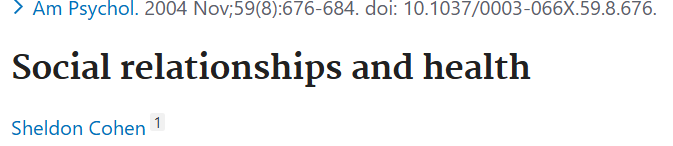 > Am Psychol. 2004 Nov;59(8):676-684. doi: 10.1037/0003-066X.59.8.676.
Social relationships and health
Sheldon Cohen 1